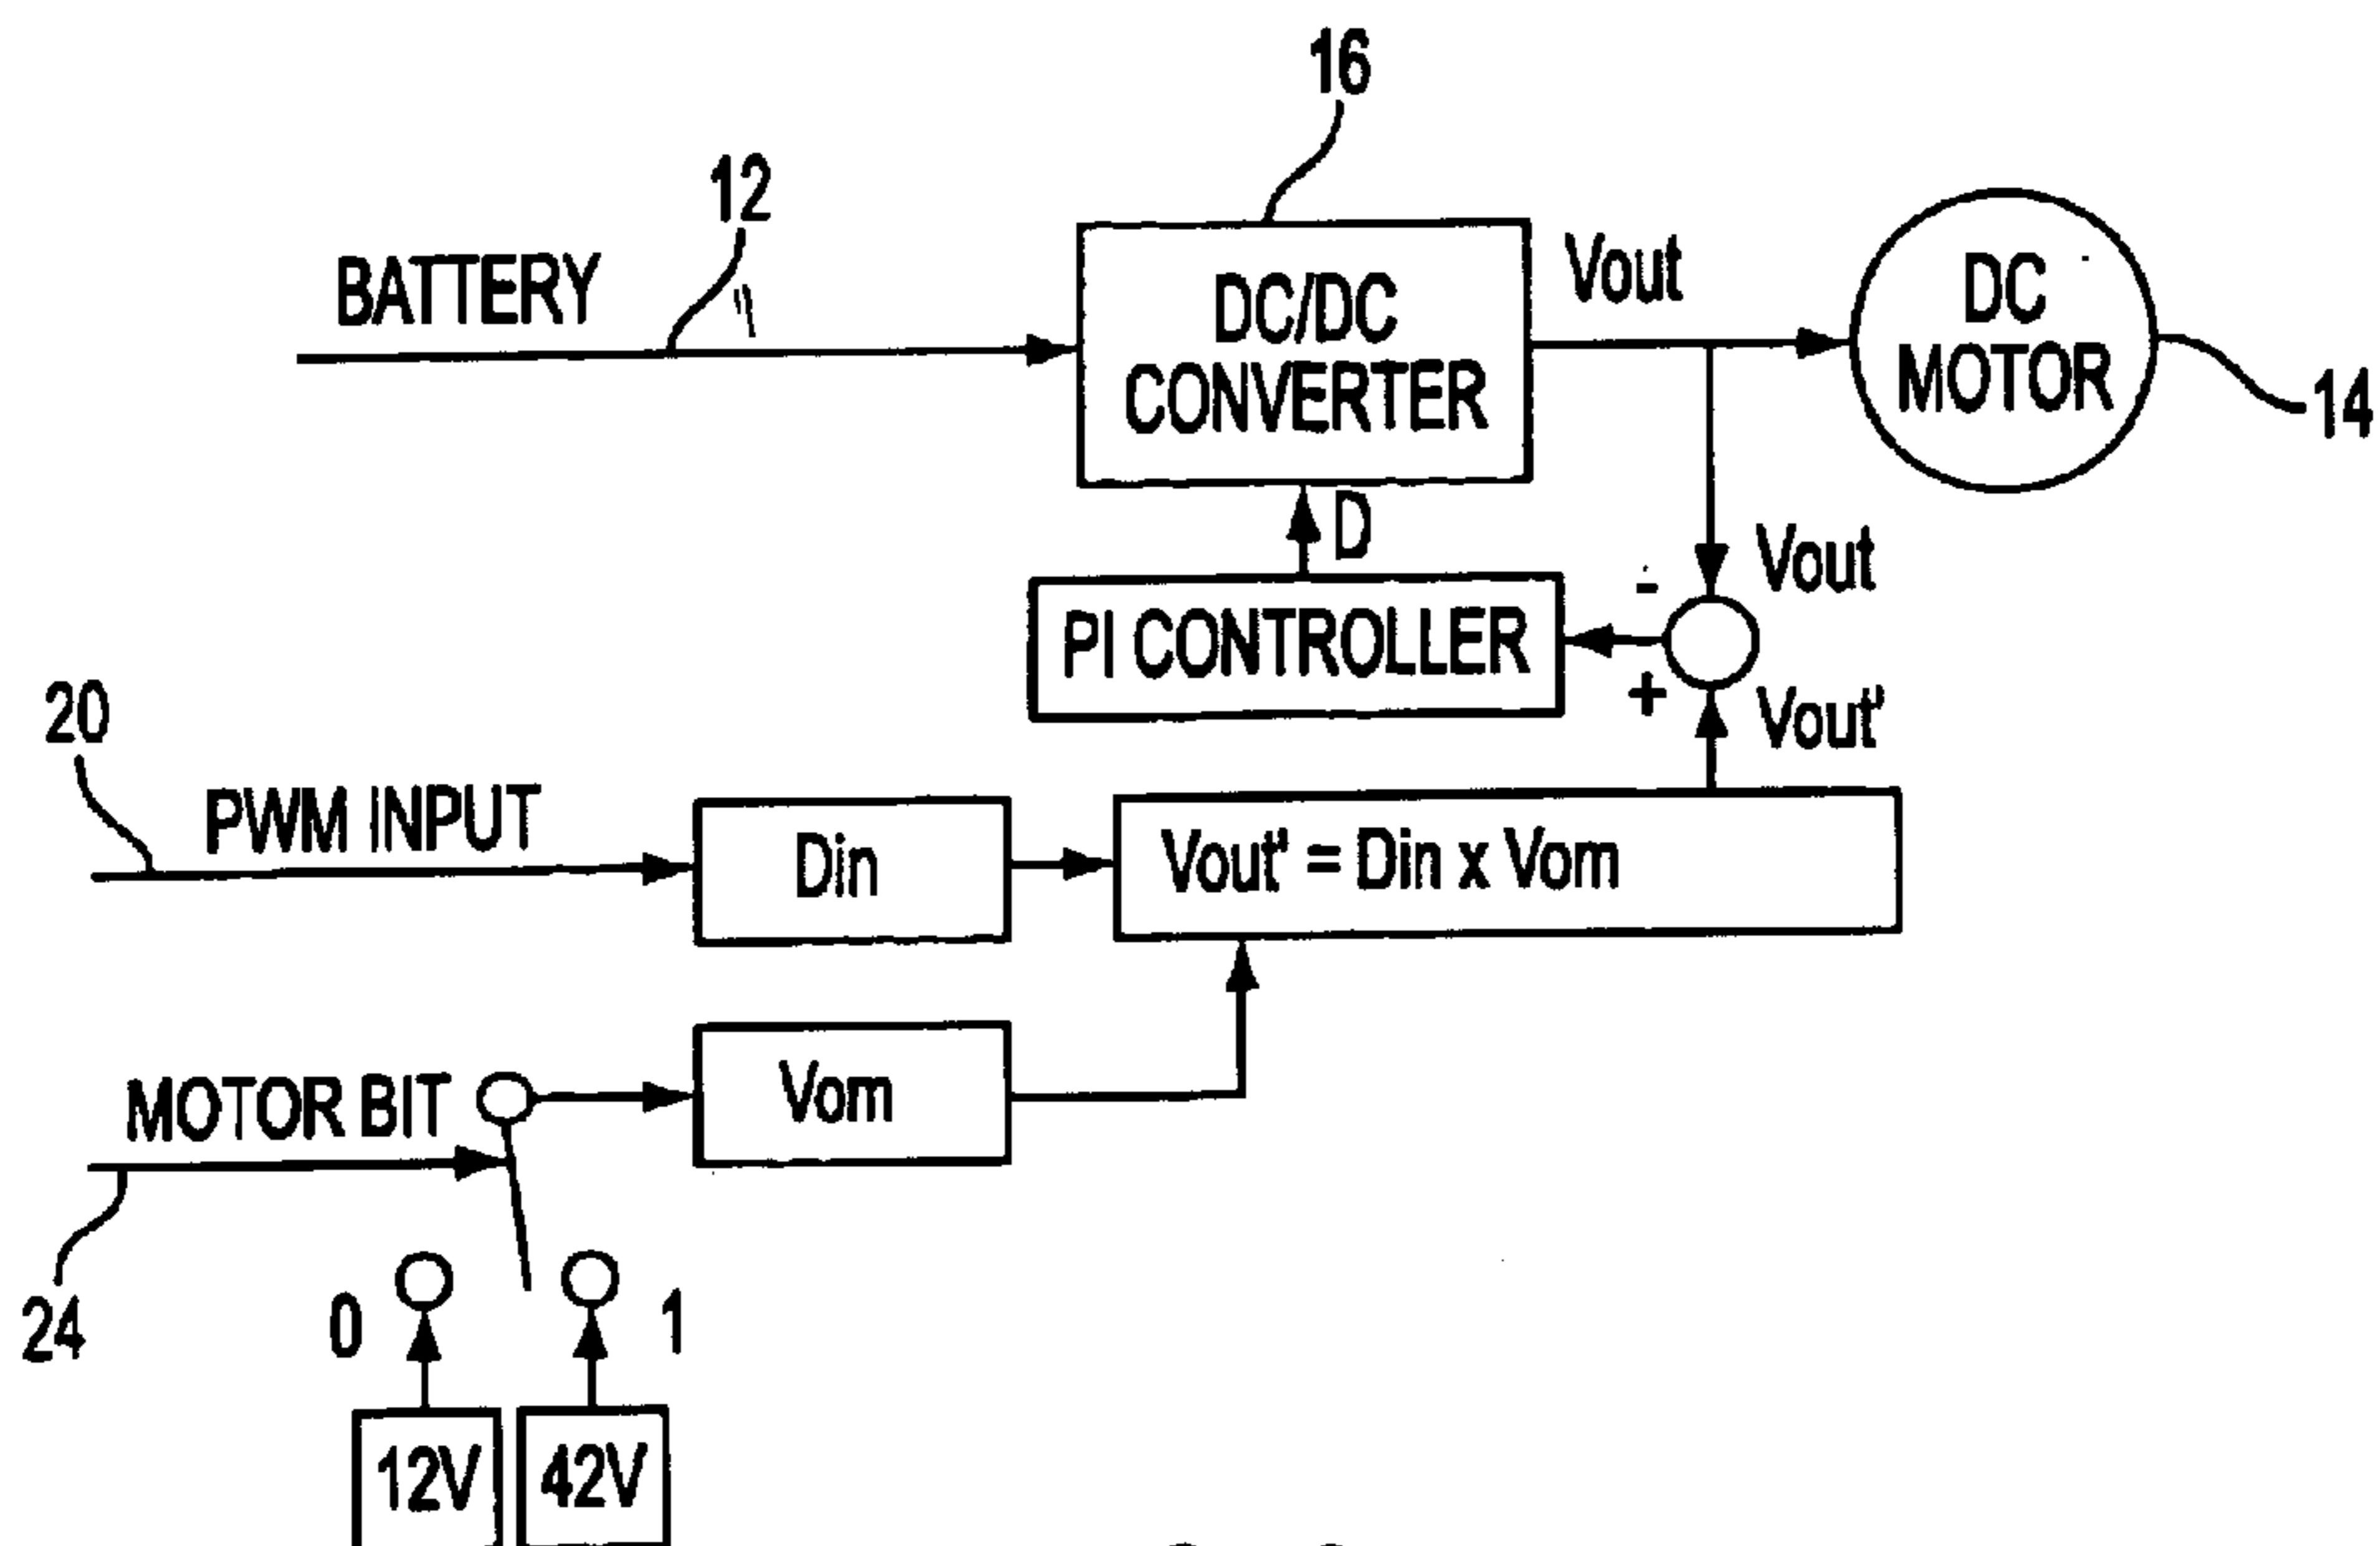 16
12
BATTERY
DC/DC
CONVERTER
Vout
DC
MOTOR
14
D
Vout
-
PI CONTROLLER
+
Vout'
20
PWM INPUT
Din
Vout' = Din x Vom
MOTOR BIT
Vom
24
0
1
12V
42V